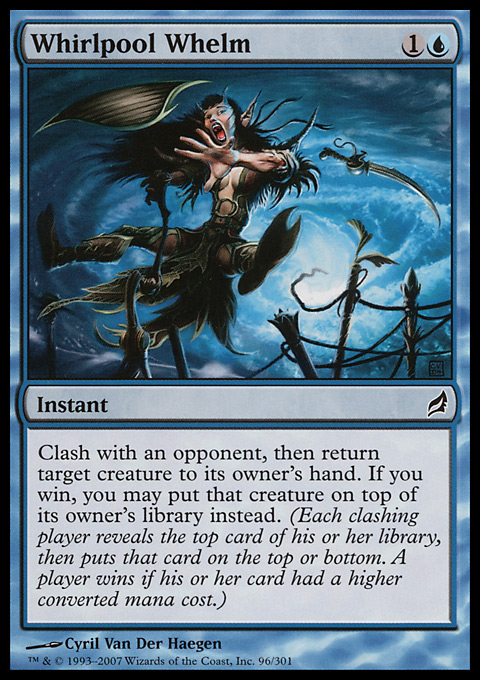 Whirlpool Whelm 1
Instant
Clash with an opponent, then return
target creature to its owner's hand. If you
win, you may put that creature on top of
its owner's library instead. (Each clashing
player reveals the top card of his or her library,
then puts that card on the top or bottom. A
player wins if his or her card had a higher
converted mana cost.)
Cyril Van Der Haegen
™ & © 1993–2007 Wizards of the Coast, Inc. 96/301